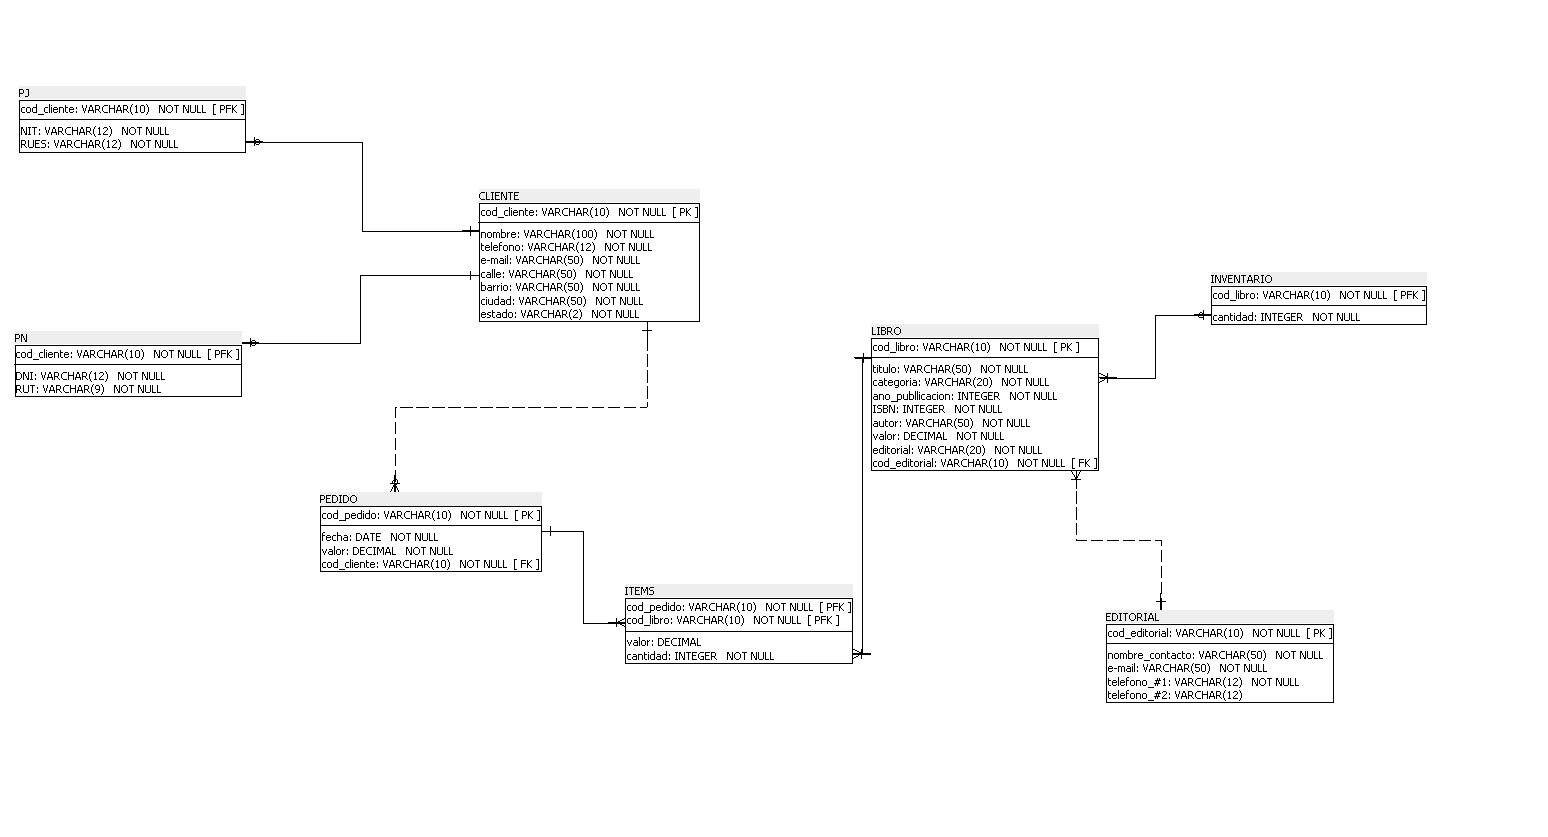 PJ
cod_cliente: VARCHAR(10) NOT NULL [ PFK ]
NIT: VARCHAR(12) NOT NULL
RUES: VARCHAR(12) NOT NULL
CLIENTE
cod_cliente: VARCHAR(10) NOT NULL [ PK ]
nombre: VARCHAR(100) NOT NULL
telefono: VARCHAR(12) NOT NULL
e-mail: VARCHAR(50) NOT NULL
calle: VARCHAR(50) NOT NULL
barrio: VARCHAR(50) NOT NULL
ciudad: VARCHAR(50) NOT NULL
estado: VARCHAR(2) NOT NULL
PN
cod_cliente: VARCHAR(10) NOT NULL [ PFK ]
DNI: VARCHAR(12) NOT NULL
RUT: VARCHAR(9) NOT NULL
INVENTARIO
cod_libro: VARCHAR(10) NOT NULL [ PFK ]
cantidad: INTEGER NOT NULL
LIBRO
cod_libro: VARCHAR(10) NOT NULL [ PK ]
titulo: VARCHAR(50) NOT NULL
categoria: VARCHAR(20) NOT NULL
ano_publlicacion: INTEGER NOT NULL
ISBN: INTEGER NOT NULL
autor: VARCHAR(50) NOT NULL
valor: DECIMAL NOT NULL
editorial: VARCHAR(20) NOT NULL
cod_editorial: VARCHAR(10) NOT NULL [ FK ]
PEDIDO
cod_pedido: VARCHAR(10) NOT NULL [ PK ]
fecha: DATE NOT NULL
valor: DECIMAL NOT NULL
cod_cliente: VARCHAR(10) NOT NULL [ FK ]
ITEMS
cod_pedido: VARCHAR(10) NOT NULL [ PFK ]
cod_libro: VARCHAR(10) NOT NULL [ PFK ]
valor: DECIMAL
cantidad: INTEGER NOT NULL
EDITORIAL
cod_editorial: VARCHAR(10) NOT NULL [ PK ]
nombre_contacto: VARCHAR(50) NOT NULL
e-mail: VARCHAR(50) NOT NULL
telefono_#1: VARCHAR(12) NOT NULL
telefono_#2: VARCHAR(12)